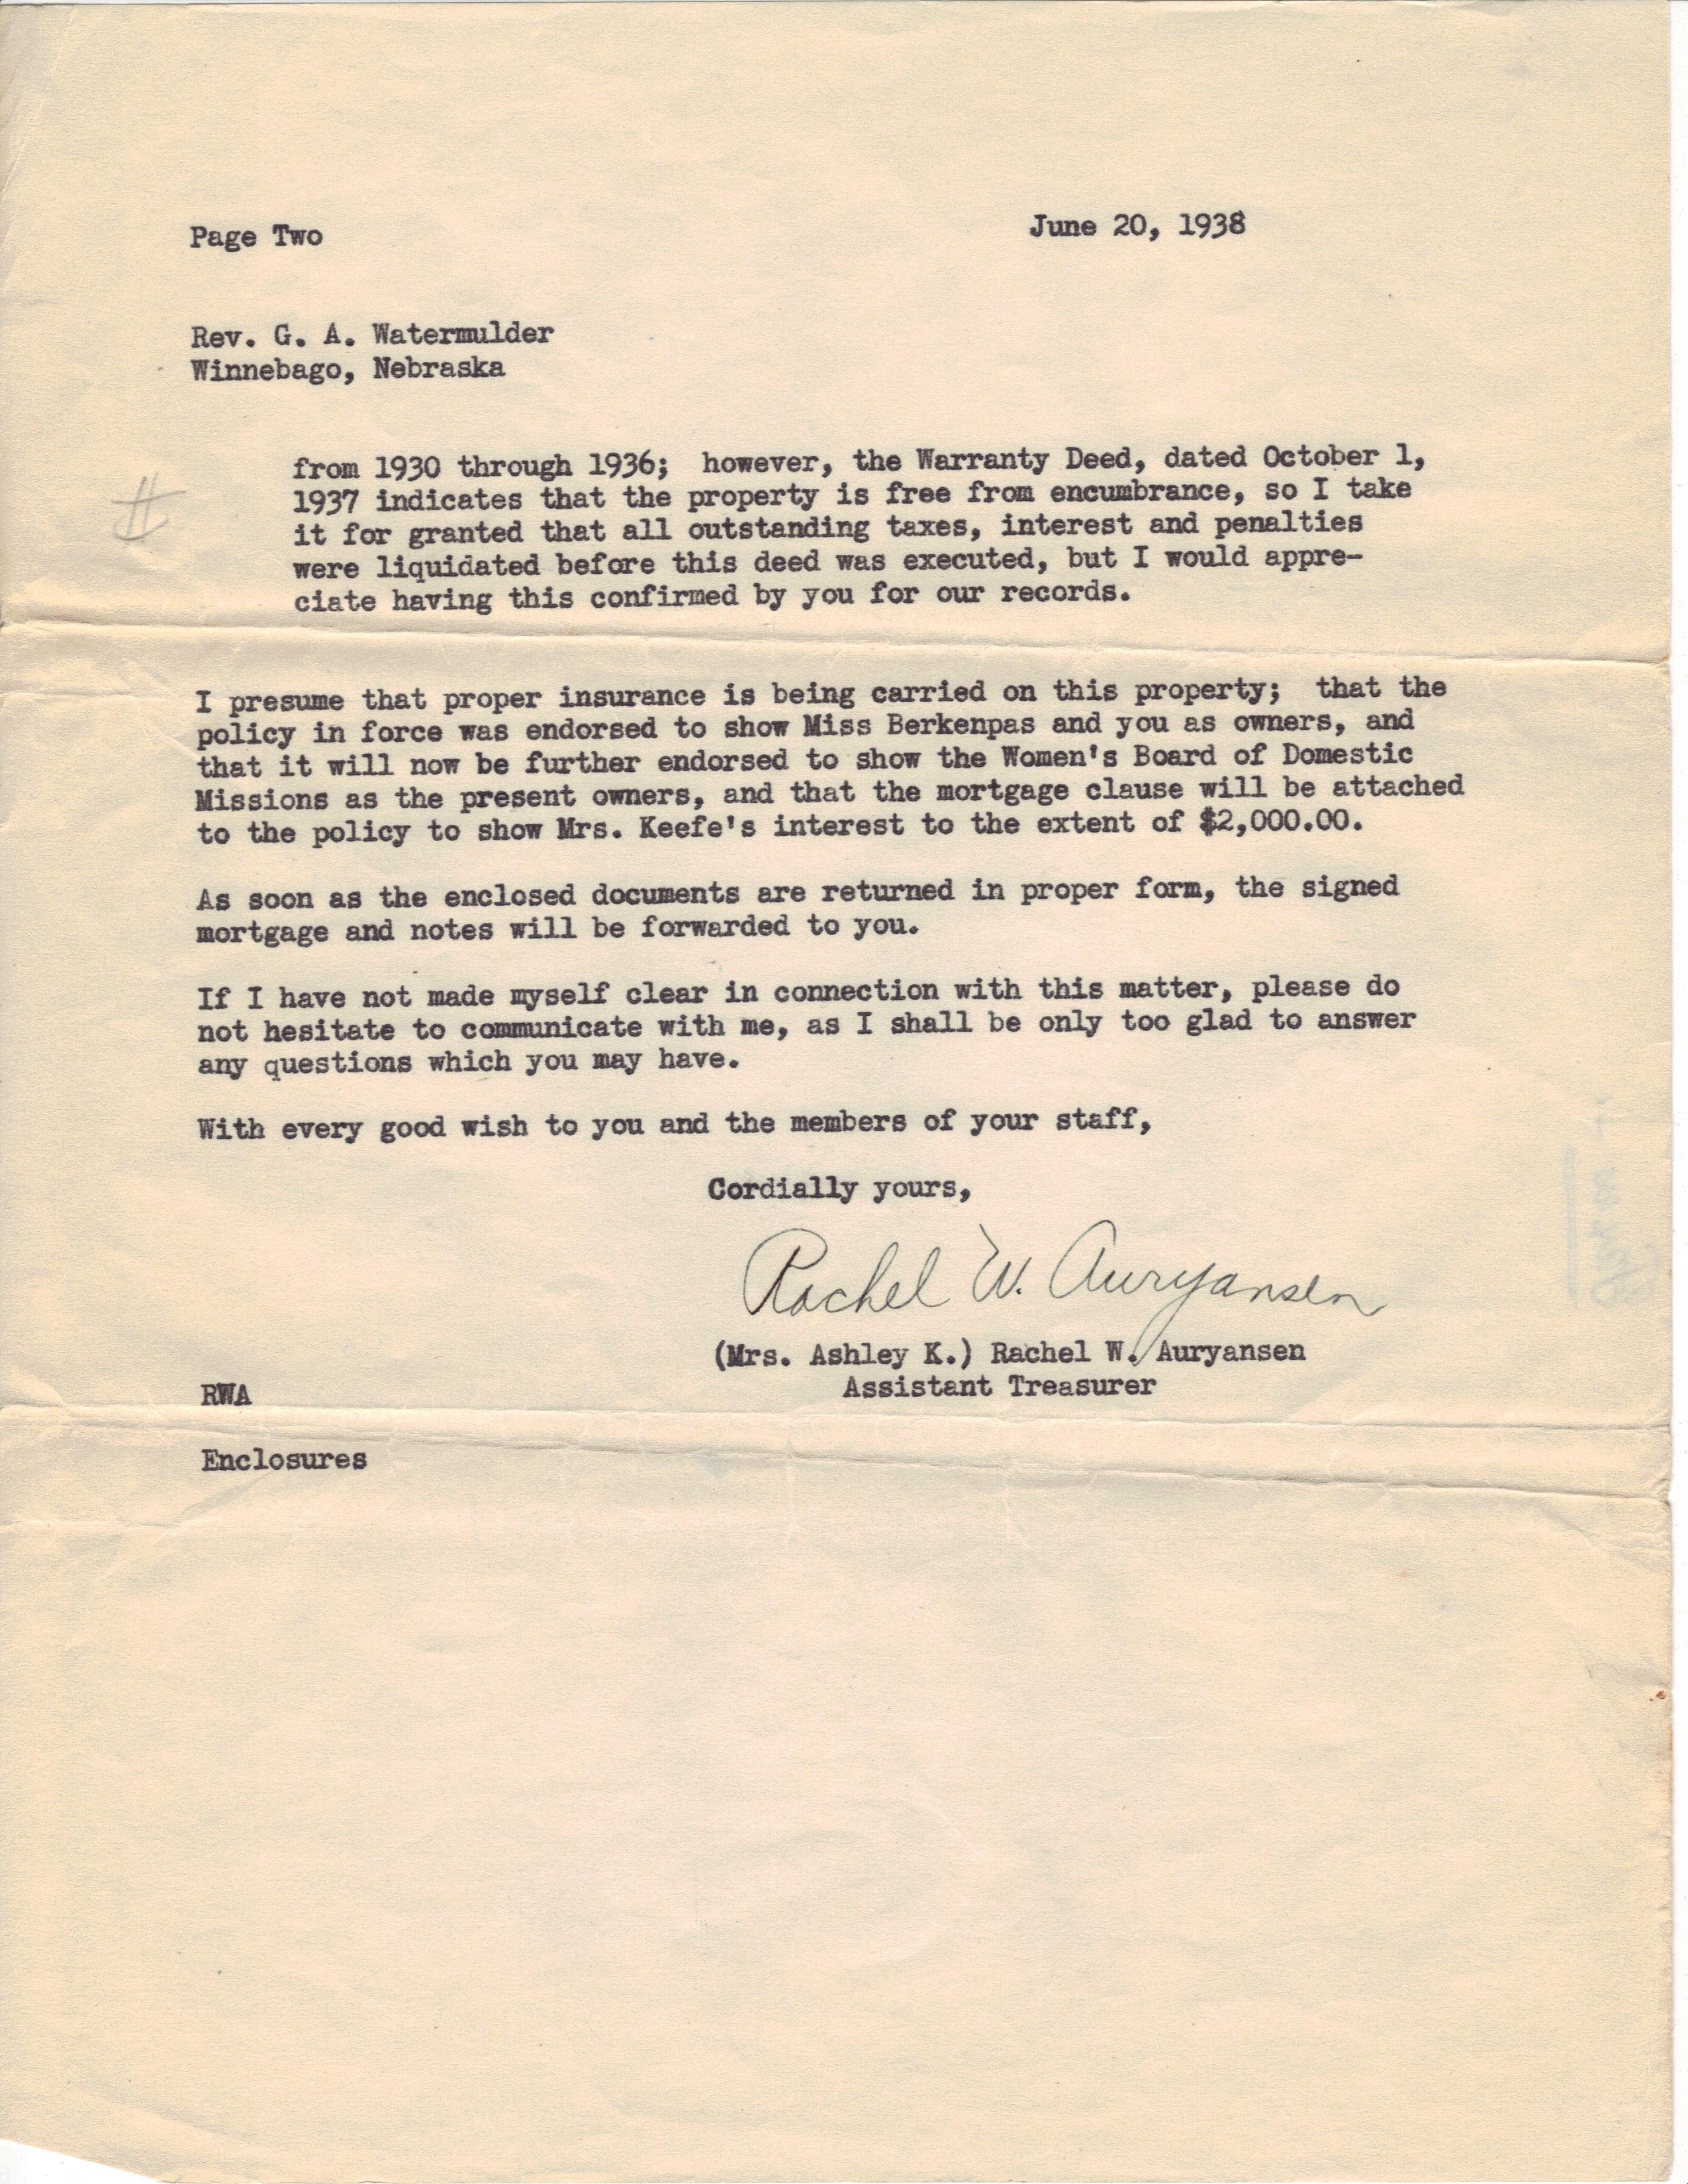 Page Two
June 20, 1938
Rev. G. A. Watermulder
Winnebago, Nebraska
#
from 1930 through 1936; however, the Warranty Deed, dated October 1,
1937 indicates that the property is free from encumbrance, so I take
it for granted that all outstanding taxes, interest and penalties
were liquidated before this deed was executed, but I would appre-
ciate having this confirmed by you for our records.
I presume that proper insurance is being carried on this property; that the
policy in force was endorsed to show Miss Berkenpas and you as owners, and
that it will now be further endorsed to show the Women's Board of Domestic
Missions as the present owners, and that the mortgage clause will be attached
to the policy to show Mrs. Keefe's interest to the extent of $2,000.00.
As soon as the enclosed documents are returned in proper form, the signed
mortgage and notes will be forwarded to you.
If I have not made myself clear in connection with this matter, please do
not hesitate to communicate with me, as I shall be only too glad to answer
any questions which you may have.
With every good wish to you and the members of your staff,
Cordially yours,
Rachel W. Auryansen
(Mrs. Ashley K.) Rachel W. Auryansen
Assistant Treasurer
RWA
Enclosures